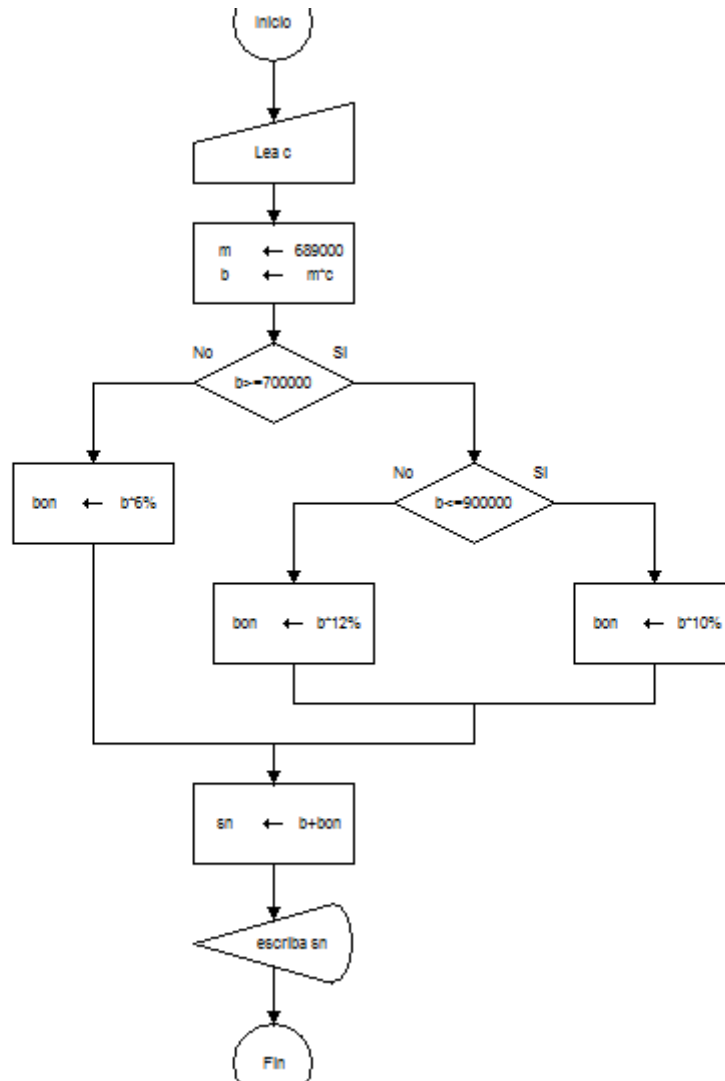 Inicio
Lea c
m ← 689000
b ← m*c
No
SI
b>=700000
bon ← b*6%
No
SI
b<=900000
bon ← b*12%
bon ← b*10%
sn ← b+bon
escriba sn
Fin